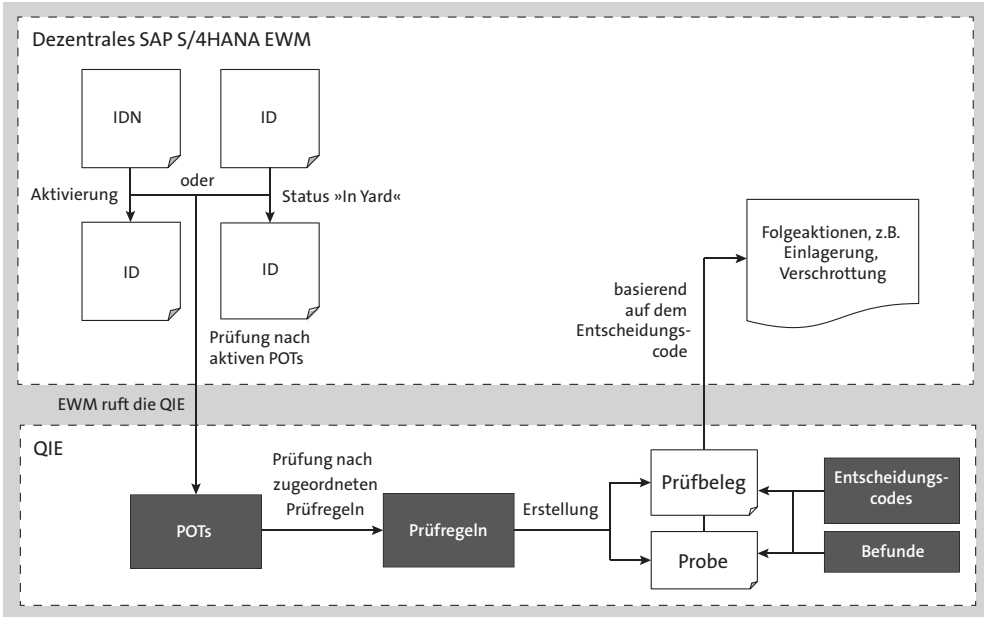 Dezentrales SAP S/4HANA EWM
IDN
ID
Aktivierung
oder
Status »In Yard«
ID
ID
Prüfung nach
aktiven POTs
Folgeaktionen, z.B.
Einlagerung,
Verschrottung
basierend
auf dem
Entscheidungs-
code
EWM ruft die QIE
QIE
POTs
Prüfung nach
zugeordneten
Prüfregeln
Prüfregeln
Erstellung
Prüfbeleg
Probe
Entscheidungs-
codes
Befunde